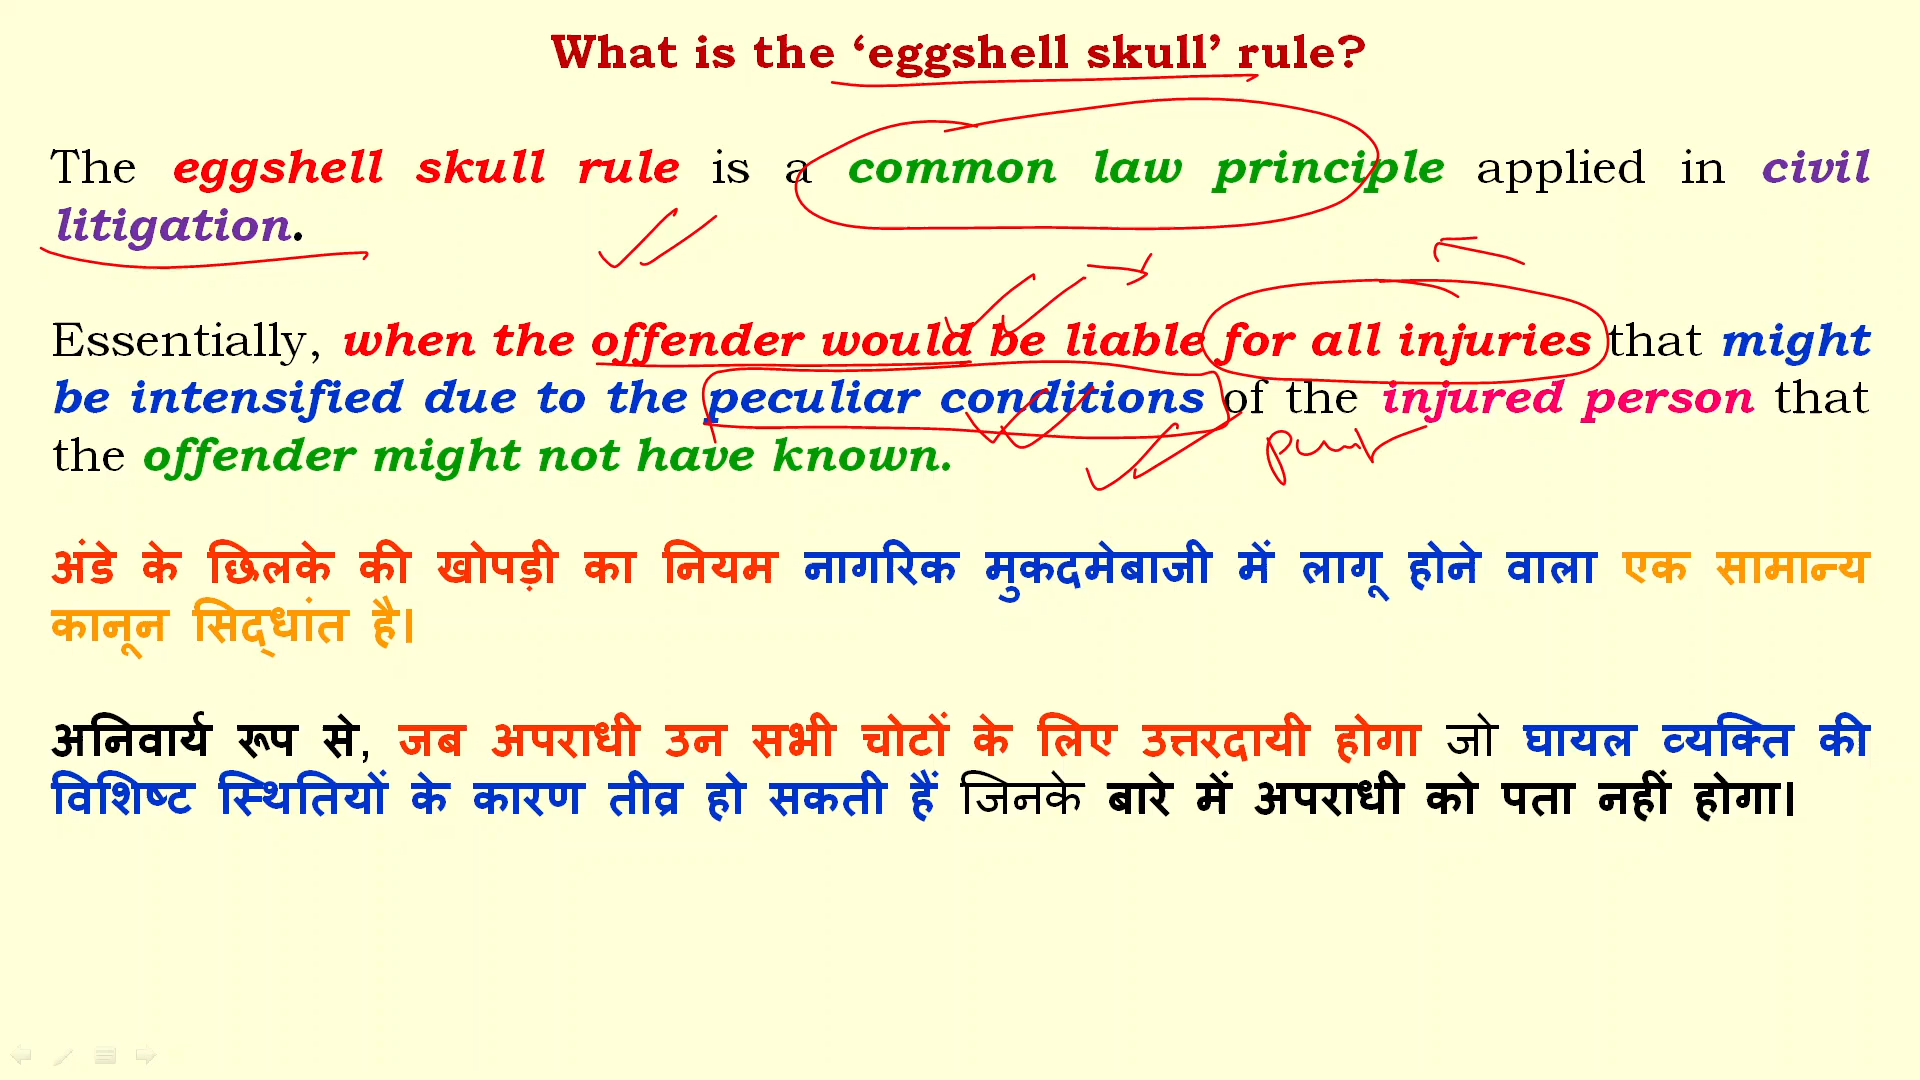 What is the ‘eggshell skull’ rule?
The eggshell skull rule is a common law principle applied in civil
litigation.
Essentially, when the offender would be liable for all injuries that might
be intensified due to the peculiar conditions of the injured person that
the offender might not have known.
अंडे के छिलके की खोपड़ी का नियम नागरिक मुकदमेबाजी में लागू होने वाला एक सामान्य
कानून सिद्धांत है।
अनिवार्य रूप से, जब अपराधी उन सभी चोटों के लिए उत्तरदायी होगा जो घायल व्यक्ति की
विशिष्ट स्थितियों के कारण तीव्र हो सकती हैं जिनके बारे में अपराधी को पता नहीं होगा।